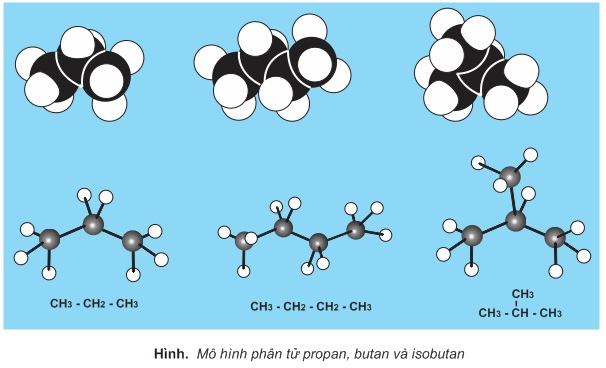 CH3 - CH2 - CH3
CH3 - CH2 - CH2 - CH3
CH3
CH3 - CH - CH3
Hình. Mô hình phân tử propan, butan và isobutan